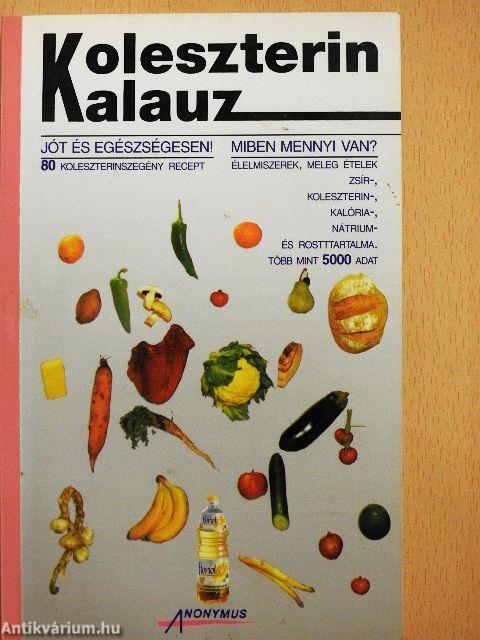 Koleszterin
Kalauz
JÓT ÉS EGÉSZSÉGESEN!
80 KOLESZTERINSZEGÉNY RECEPT
MIBEN MENNYI VAN?
ÉLELMISZEREK, MELEG ÉTELEK
ZSÍR-,
KOLESZTERIN-,
KALÓRIA-,
NÁTRIUM-
ÉS ROSTTTARTALMA.
TÖBB MINT 5000 ADAT
ANONYMUS
Antikvárium.hu